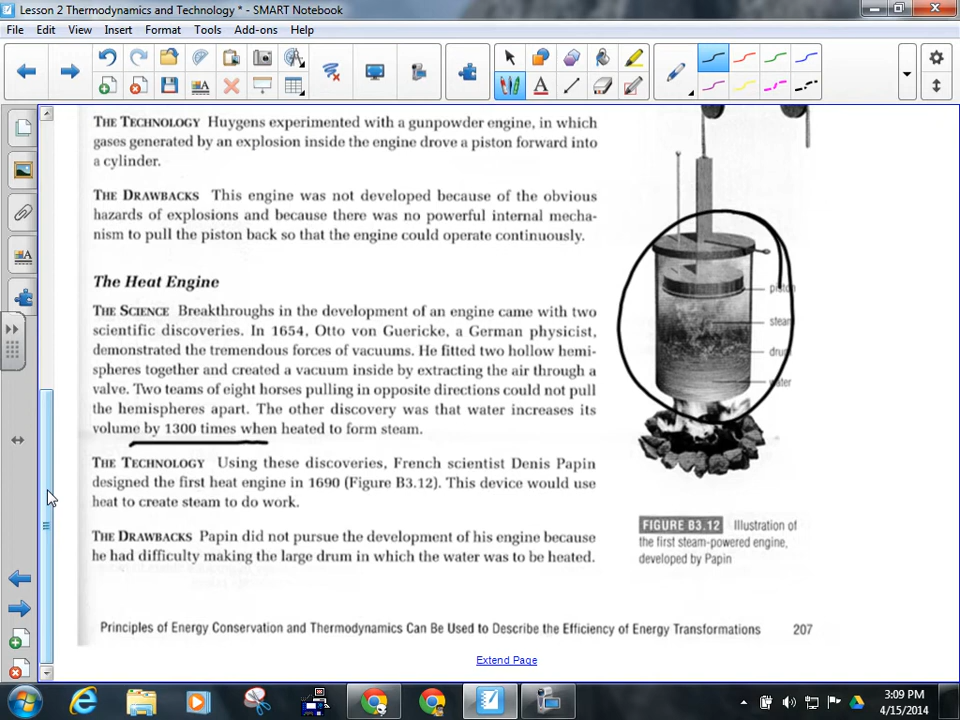 Lesson 2 Thermodynamics and Technology * - SMART Notebook
File Edit View Insert Format Tools Add-ons Help
THE TECHNOLOGY Huygens experimented with a gunpowder engine, in which
gases generated by an explosion inside the engine drove a piston forward into
a cylinder.
THE DRAWBACKS This engine was not developed because of the obvious
hazards of explosions and because there was no powerful internal mecha-
nism to pull the piston back so that the engine could operate continuously.
The Heat Engine
THE SCIENCE Breakthroughs in the development of an engine came with two
scientific discoveries. In 1654, Otto von Guericke, a German physicist,
demonstrated the tremendous forces of vacuums. He fitted two hollow hemi-
spheres together and created a vacuum inside by extracting the air through a
valve. Two teams of eight horses pulling in opposite directions could not pull
the hemispheres apart. The other discovery was that water increases its
volume by 1300 times when heated to form steam.
THE TECHNOLOGY Using these discoveries, French scientist Denis Papin
designed the first heat engine in 1690 (Figure B3.12). This device would use
heat to create steam to do work.
THE DRAWBACKS Papin did not pursue the development of his engine because
he had difficulty making the large drum in which the water was to be heated.
piston
steam
drum
water
FIGURE B3.12 Illustration of
the first steam-powered engine,
developed by Papin
Principles of Energy Conservation and Thermodynamics Can Be Used to Describe the Efficiency of Energy Transformations 207
Extend Page
3:09 PM
4/15/2014